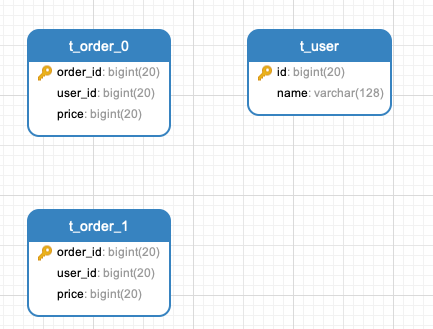 t_order_0
order_id: bigint(20)
user_id: bigint(20)
price: bigint(20)
t_user
id: bigint(20)
name: varchar(128)
t_order_1
order_id: bigint(20)
user_id: bigint(20)
price: bigint(20)